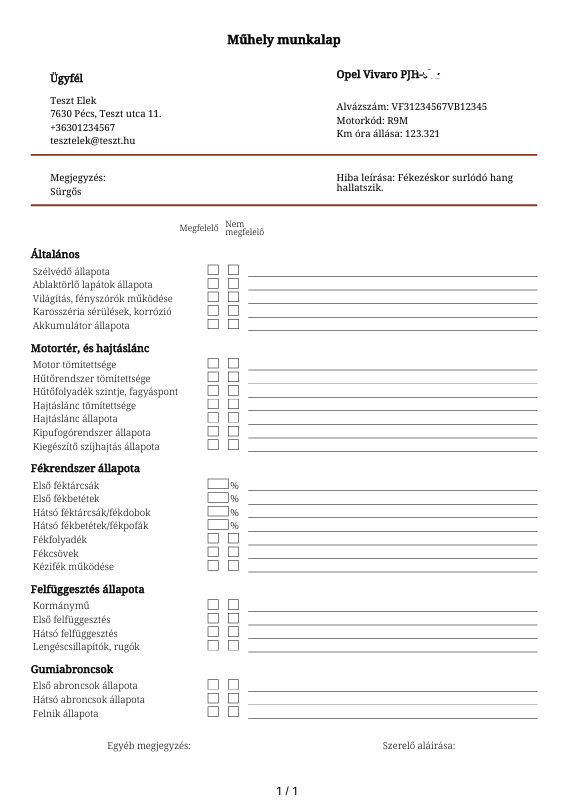 Műhely munkalap
Ügyfél
Teszt Elek
7630 Pécs, Teszt utca 11.
+36301234567
tesztelek@teszt.hu
Opel Vivaro
Alvázszám: VF31234567VB12345
Motorkód: R9M
Km óra állása: 123.321
Megjegyzés:
Sürgős
Hiba leírása: Fékezéskor surlódó hang
hallatszik.
Megfelelő
Nem
megfelelő
Általános
Szélvédő állapota
Ablaktörlő lapátok állapota
Világítás, fényszórók működése
Karosszéria sérülések, korrózió
Akkumulátor állapota
Motortér, és hajtáslánc
Motor tömítettsége
Hűtőrendszer tömítettsége
Hűtőfolyadék szintje, fagyáspont
Hajtáslánc tömítettsége
Hajtáslánc állapota
Kipufogórendszer állapota
Kiegészítő szíjhajtás állapota
Fékrendszer állapota
Első féktárcsák %
Első fékbetétek %
Hátsó féktárcsák/fékdobok %
Hátsó fékbetétek/fékpofák %
Fékfolyadék
Fékcsövek
Kézifék működése
Felfüggesztés állapota
Kormánymű
Első felfüggesztés
Hátsó felfüggesztés
Lengéscsillapítók, rugók
Gumiabroncsok
Első abroncsok állapota
Hátsó abroncsok állapota
Felnik állapota
Egyéb megjegyzés:
Szerelő aláírása:
1 / 1